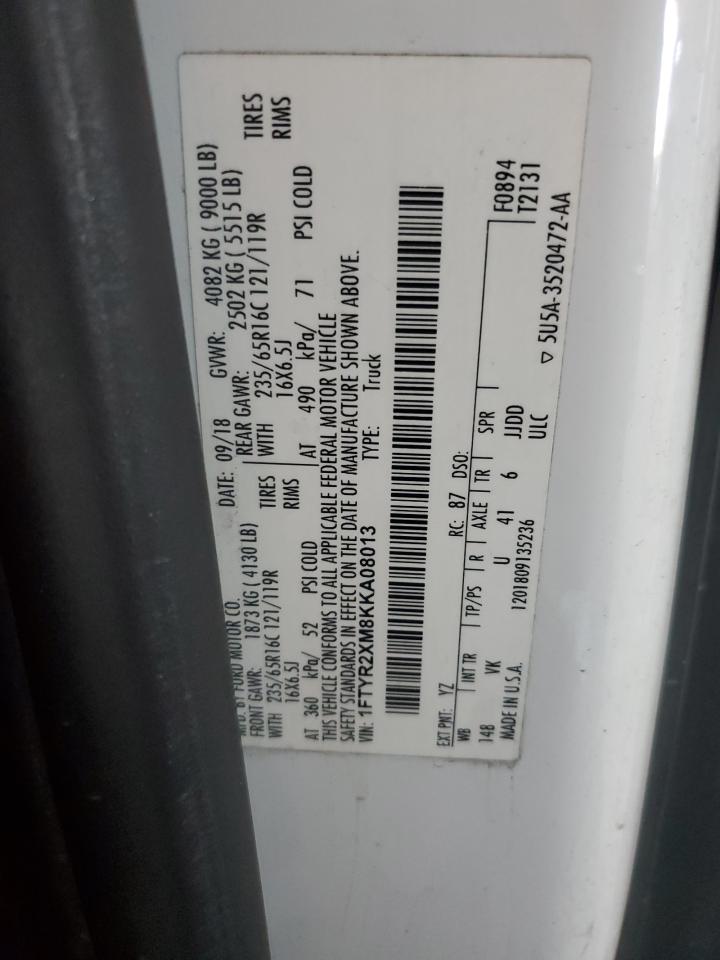 MFD. BY FORD MOTOR CO.
DATE: 09/18 GVWR: 4082 KG ( 9000 LB)
FRONT GAWR: 1873 KG ( 4130 LB)
REAR GAWR: 2502 KG ( 5515 LB)
WITH 235/65R16C 121/119R TIRES
WITH 235/65R16C 121/119R TIRES
16X6.5J RIMS
16X6.5J RIMS
AT 360 kPa/ 52 PSI COLD
AT 490 kPa/ 71 PSI COLD
THIS VEHICLE CONFORMS TO ALL APPLICABLE FEDERAL MOTOR VEHICLE
SAFETY STANDARDS IN EFFECT ON THE DATE OF MANUFACTURE SHOWN ABOVE.
VIN: 1FTYR2XM8KKA08013 TYPE: Truck
EXT PNT: YZ RC: 87 DSO:
WB INT TR TP/PS R AXLE TR SPR F0894
148 VK U 41 6 JJDD T2131
MADE IN U.S.A. 1201809135236 ULC
▽ 5U5A-3520472-AA